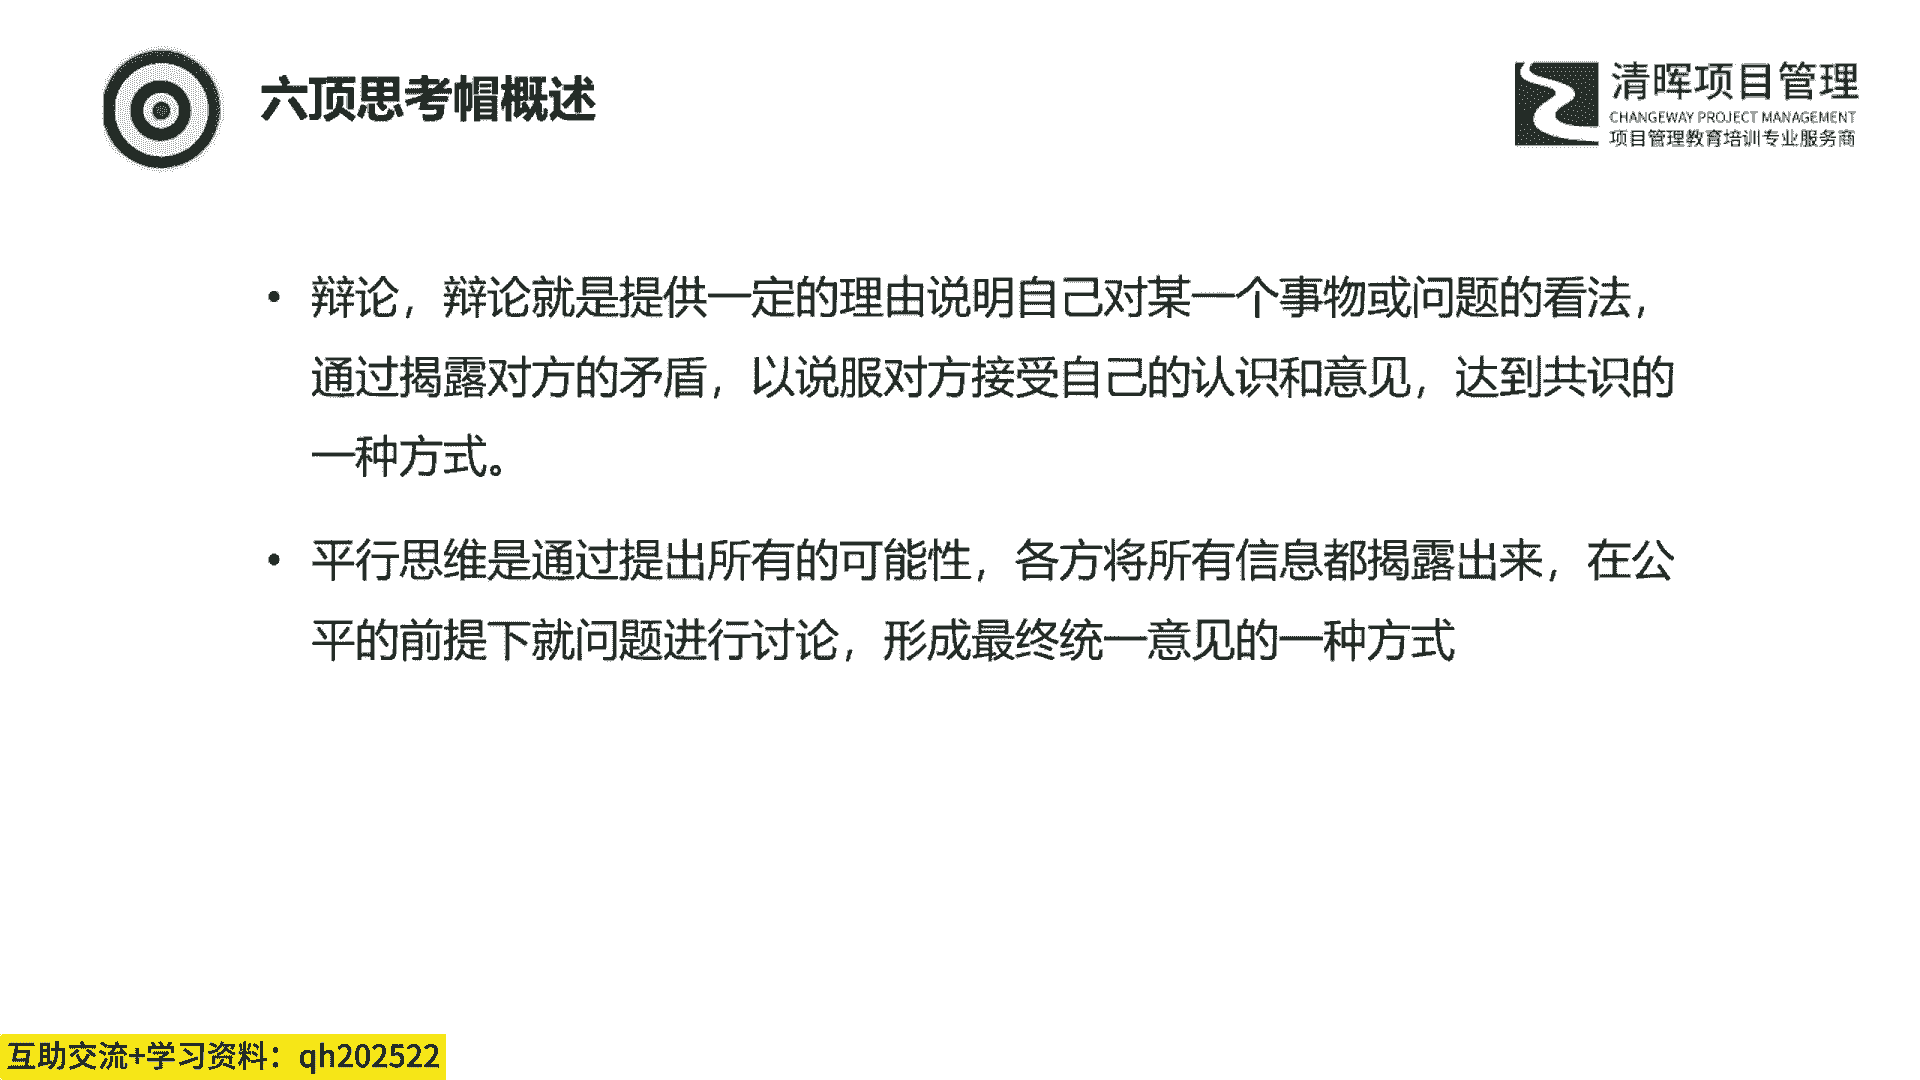 六顶思考帽概述
清晖项目管理
CHANGEWAY PROJECT MANAGEMENT
项目管理教育培训专业服务商
• 辩论，辩论就是提供一定的理由说明自己对某一个事物或问题的看法，
通过揭露对方的矛盾，以说服对方接受自己的认识和意见，达到共识的
一种方式。
• 平行思维是通过提出所有的可能性，各方将所有信息都揭露出来，在公
平的前提下就问题进行讨论，形成最终统一意见的一种方式
互助交流+学习资料：qh202522